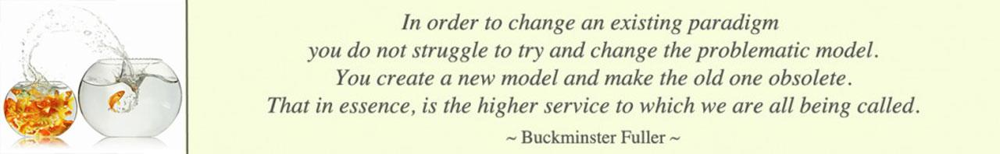 In order to change an existing paradigm
you do not struggle to try and change the problematic model.
You create a new model and make the old one obsolete.
That in essence, is the higher service to which we are all being called.
~ Buckminster Fuller ~